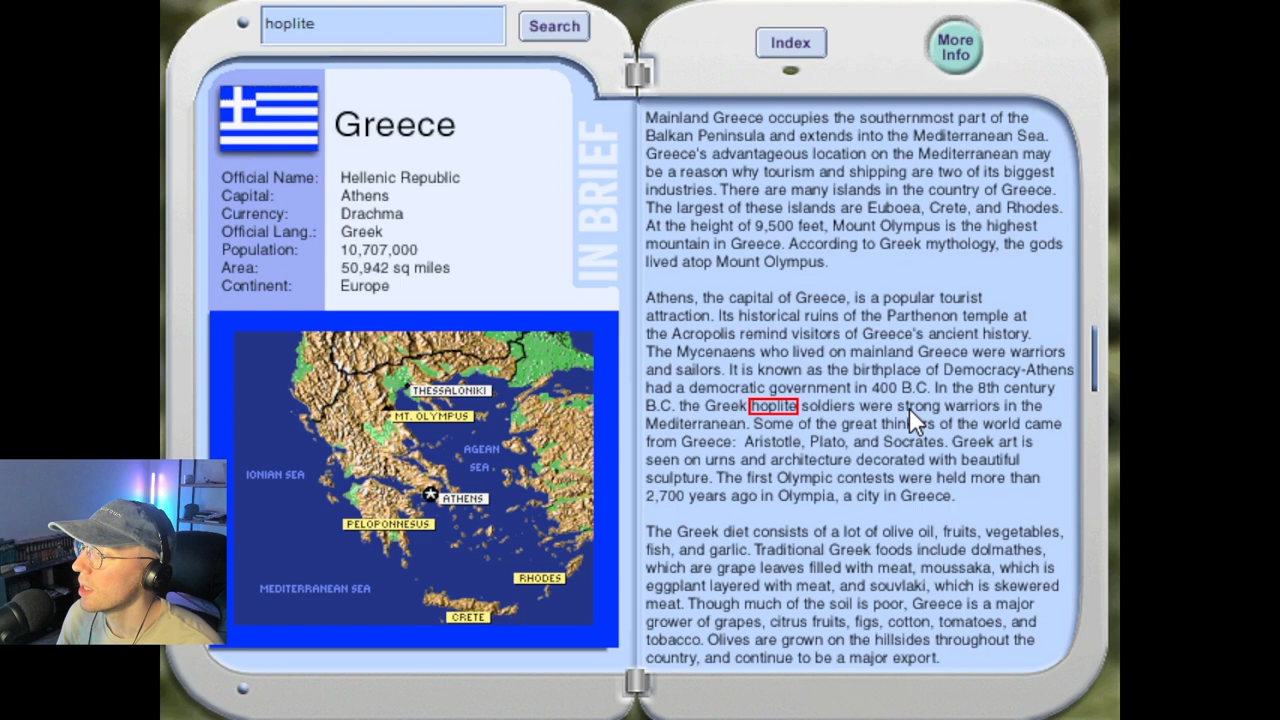 hoplite
Search
Index
More
Info
Greece
IN BRIEF
Official Name: Hellenic Republic
Capital: Athens
Currency: Drachma
Official Lang.: Greek
Population: 10,707,000
Area: 50,942 sq miles
Continent: Europe
THESSALONIKI
MT. OLYMPUS
AGEAN
SEA
IONIAN SEA
ATHENS
PELOPONNESUS
RHODES
MEDITERRANEAN SEA
CRETE
Mainland Greece occupies the southernmost part of the
Balkan Peninsula and extends into the Mediterranean Sea.
Greece's advantageous location on the Mediterranean may
be a reason why tourism and shipping are two of its biggest
industries. There are many islands in the country of Greece.
The largest of these islands are Euboea, Crete, and Rhodes.
At the height of 9,500 feet, Mount Olympus is the highest
mountain in Greece. According to Greek mythology, the gods
lived atop Mount Olympus.
Athens, the capital of Greece, is a popular tourist
attraction. Its historical ruins of the Parthenon temple at
the Acropolis remind visitors of Greece's ancient history.
The Mycenaens who lived on mainland Greece were warriors
and sailors. It is known as the birthplace of Democracy-Athens
had a democratic government in 400 B.C. In the 8th century
B.C. the Greek hoplite soldiers were strong warriors in the
Mediterranean. Some of the great thinkers of the world came
from Greece: Aristotle, Plato, and Socrates. Greek art is
seen on urns and architecture decorated with beautiful
sculpture. The first Olympic contests were held more than
2,700 years ago in Olympia, a city in Greece.
The Greek diet consists of a lot of olive oil, fruits, vegetables,
fish, and garlic. Traditional Greek foods include dolmathes,
which are grape leaves filled with meat, moussaka, which is
eggplant layered with meat, and souvlaki, which is skewered
meat. Though much of the soil is poor, Greece is a major
grower of grapes, citrus fruits, figs, cotton, tomatoes, and
tobacco. Olives are grown on the hillsides throughout the
country, and continue to be a major export.